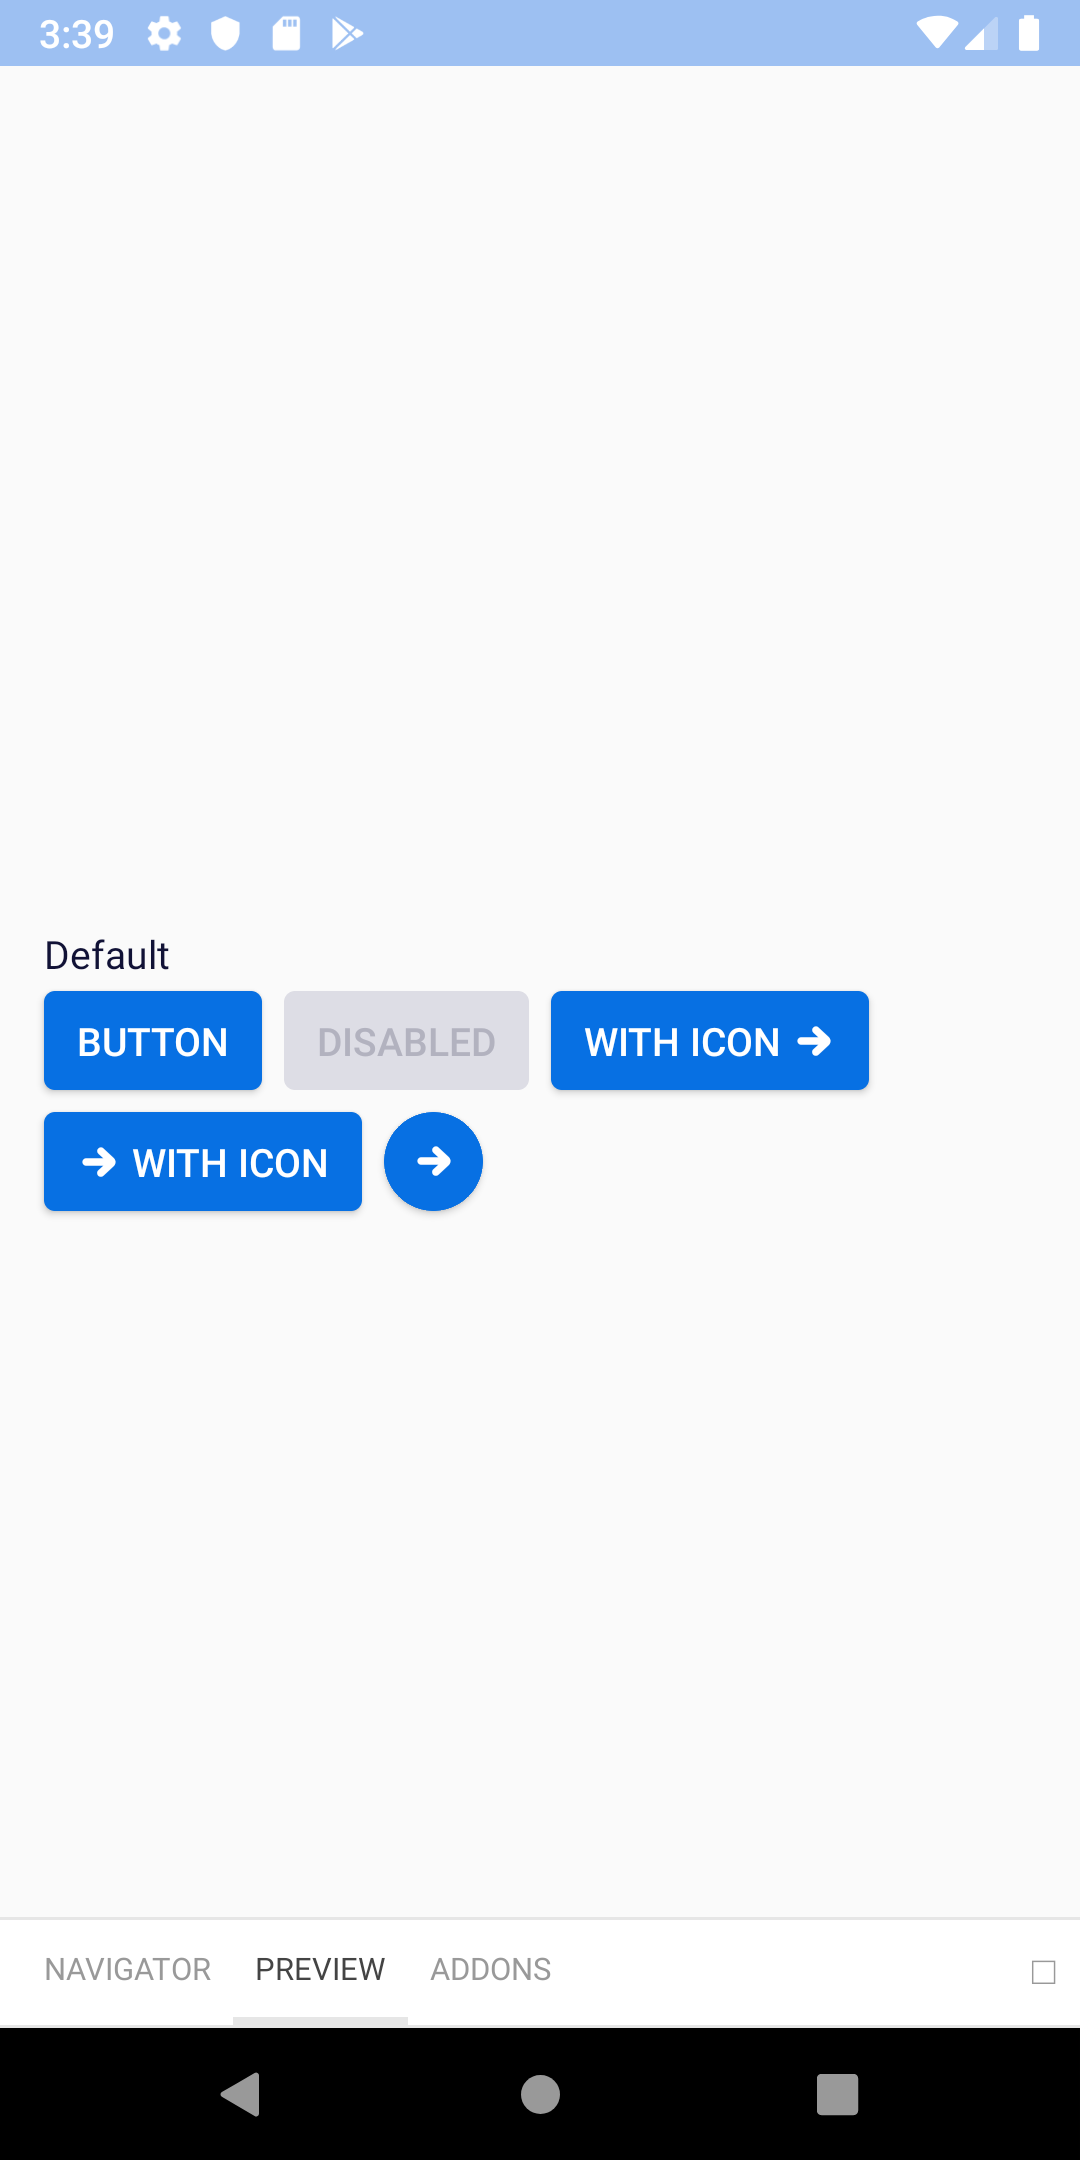 3:39
Default
BUTTON DISABLED WITH ICON
WITH ICON
NAVIGATOR PREVIEW ADDONS